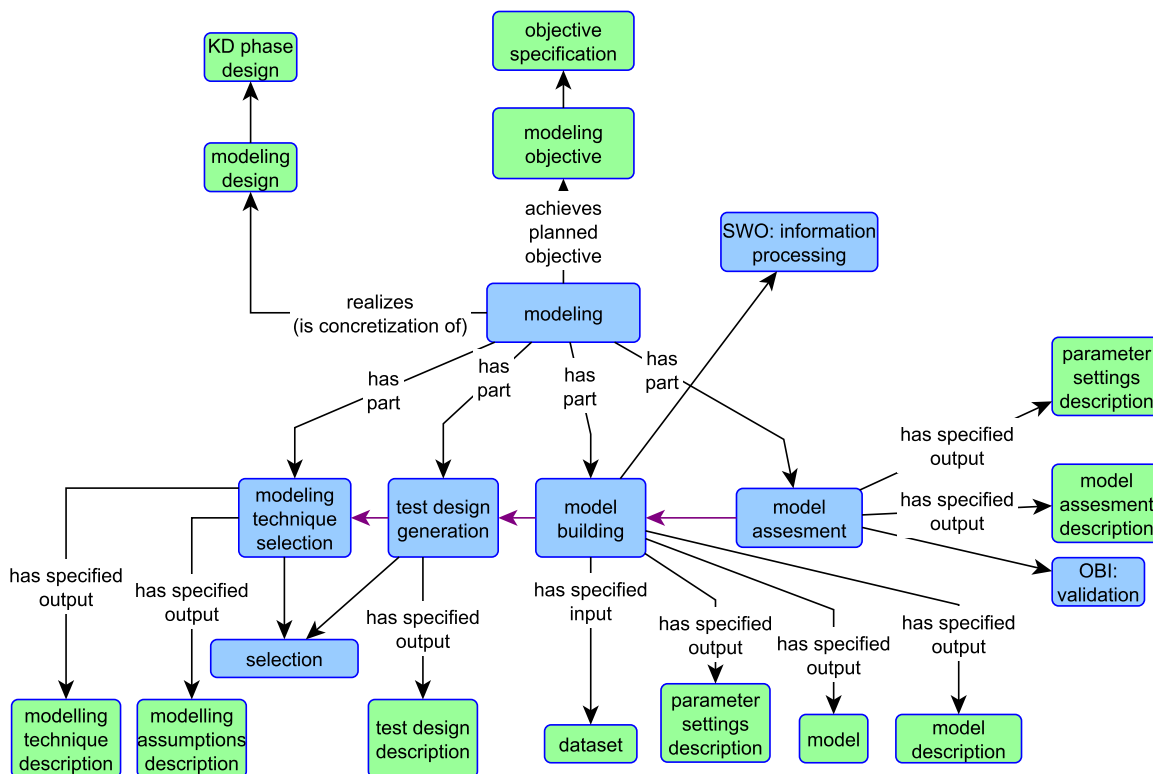 objective
specification
KD phase
design
modeling
objective
modeling
design
achieves
planned
objective
SWO: information
processing
realizes
(is concretization of)
modeling
has
part
has
part
has
part
has
part
parameter
settings
description
has specified
output
modeling
technique
selection
test design
generation
model
building
model
assesment
has specified
output
model
assesment
description
OBI:
validation
has specified
output
has specified
output
has specified
output
has specified
input
has specified
output
has specified
output
has specified
output
selection
modelling
technique
description
modelling
assumptions
description
test design
description
dataset
parameter
settings
description
model
model
description